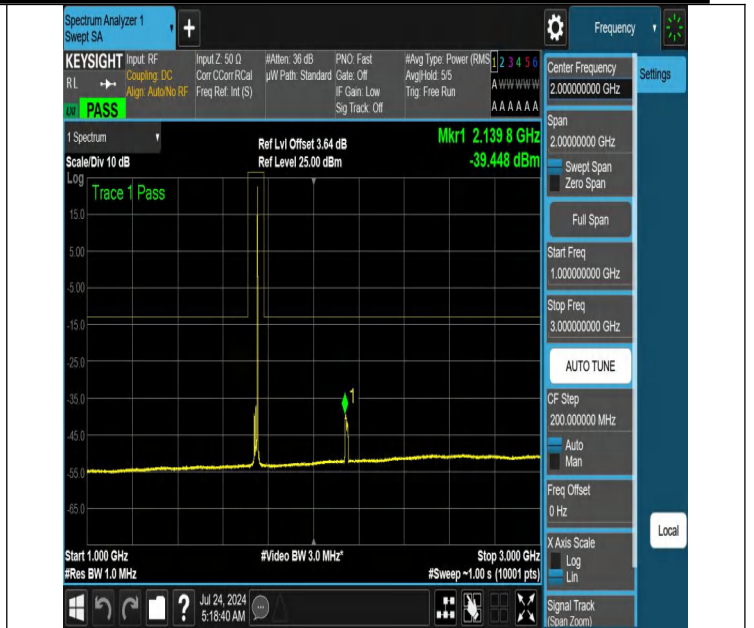 Spectrum Analyzer 1
Swept SA
+
Frequency
KEYSIGHT
RL
PASS
Input: RF
Coupling: DC
Align: Auto/No RF
Input Z: 50 Ω
Corr CCorr RCal
Freq Ref: Int (S)
#Atten: 36 dB
µW Path: Standard
PNO: Fast
Gate: Off
IF Gain: Low
Sig Track: Off
#Avg Type: Power (RMS
Avg|Hold: 5/5
Trig: Free Run
1 2 3 4 5 6
A W W W W W
A A A A A A
1 Spectrum
Scale/Div 10 dB
Log
Ref Lvl Offset 3.64 dB
Ref Level 25.00 dBm
Mkr1 2.139 8 GHz
-39.448 dBm
Trace 1 Pass
15.0
5.00
-5.00
-15.0
-25.0
-35.0
-45.0
-55.0
-65.0
1
Start 1.000 GHz
#Res BW 1.0 MHz
#Video BW 3.0 MHz*
Stop 3.000 GHz
#Sweep ~1.00 s (10001 pts)
Center Frequency
2.000000000 GHz
Settings
Span
2.00000000 GHz
Swept Span
Zero Span
Full Span
Start Freq
1.000000000 GHz
Stop Freq
3.000000000 GHz
AUTO TUNE
CF Step
200.000000 MHz
Auto
Man
Freq Offset
0 Hz
X Axis Scale
Log
Lin
Signal Track
(Span Zoom)
Local
?
Jul 24, 2024
5:18:40 AM